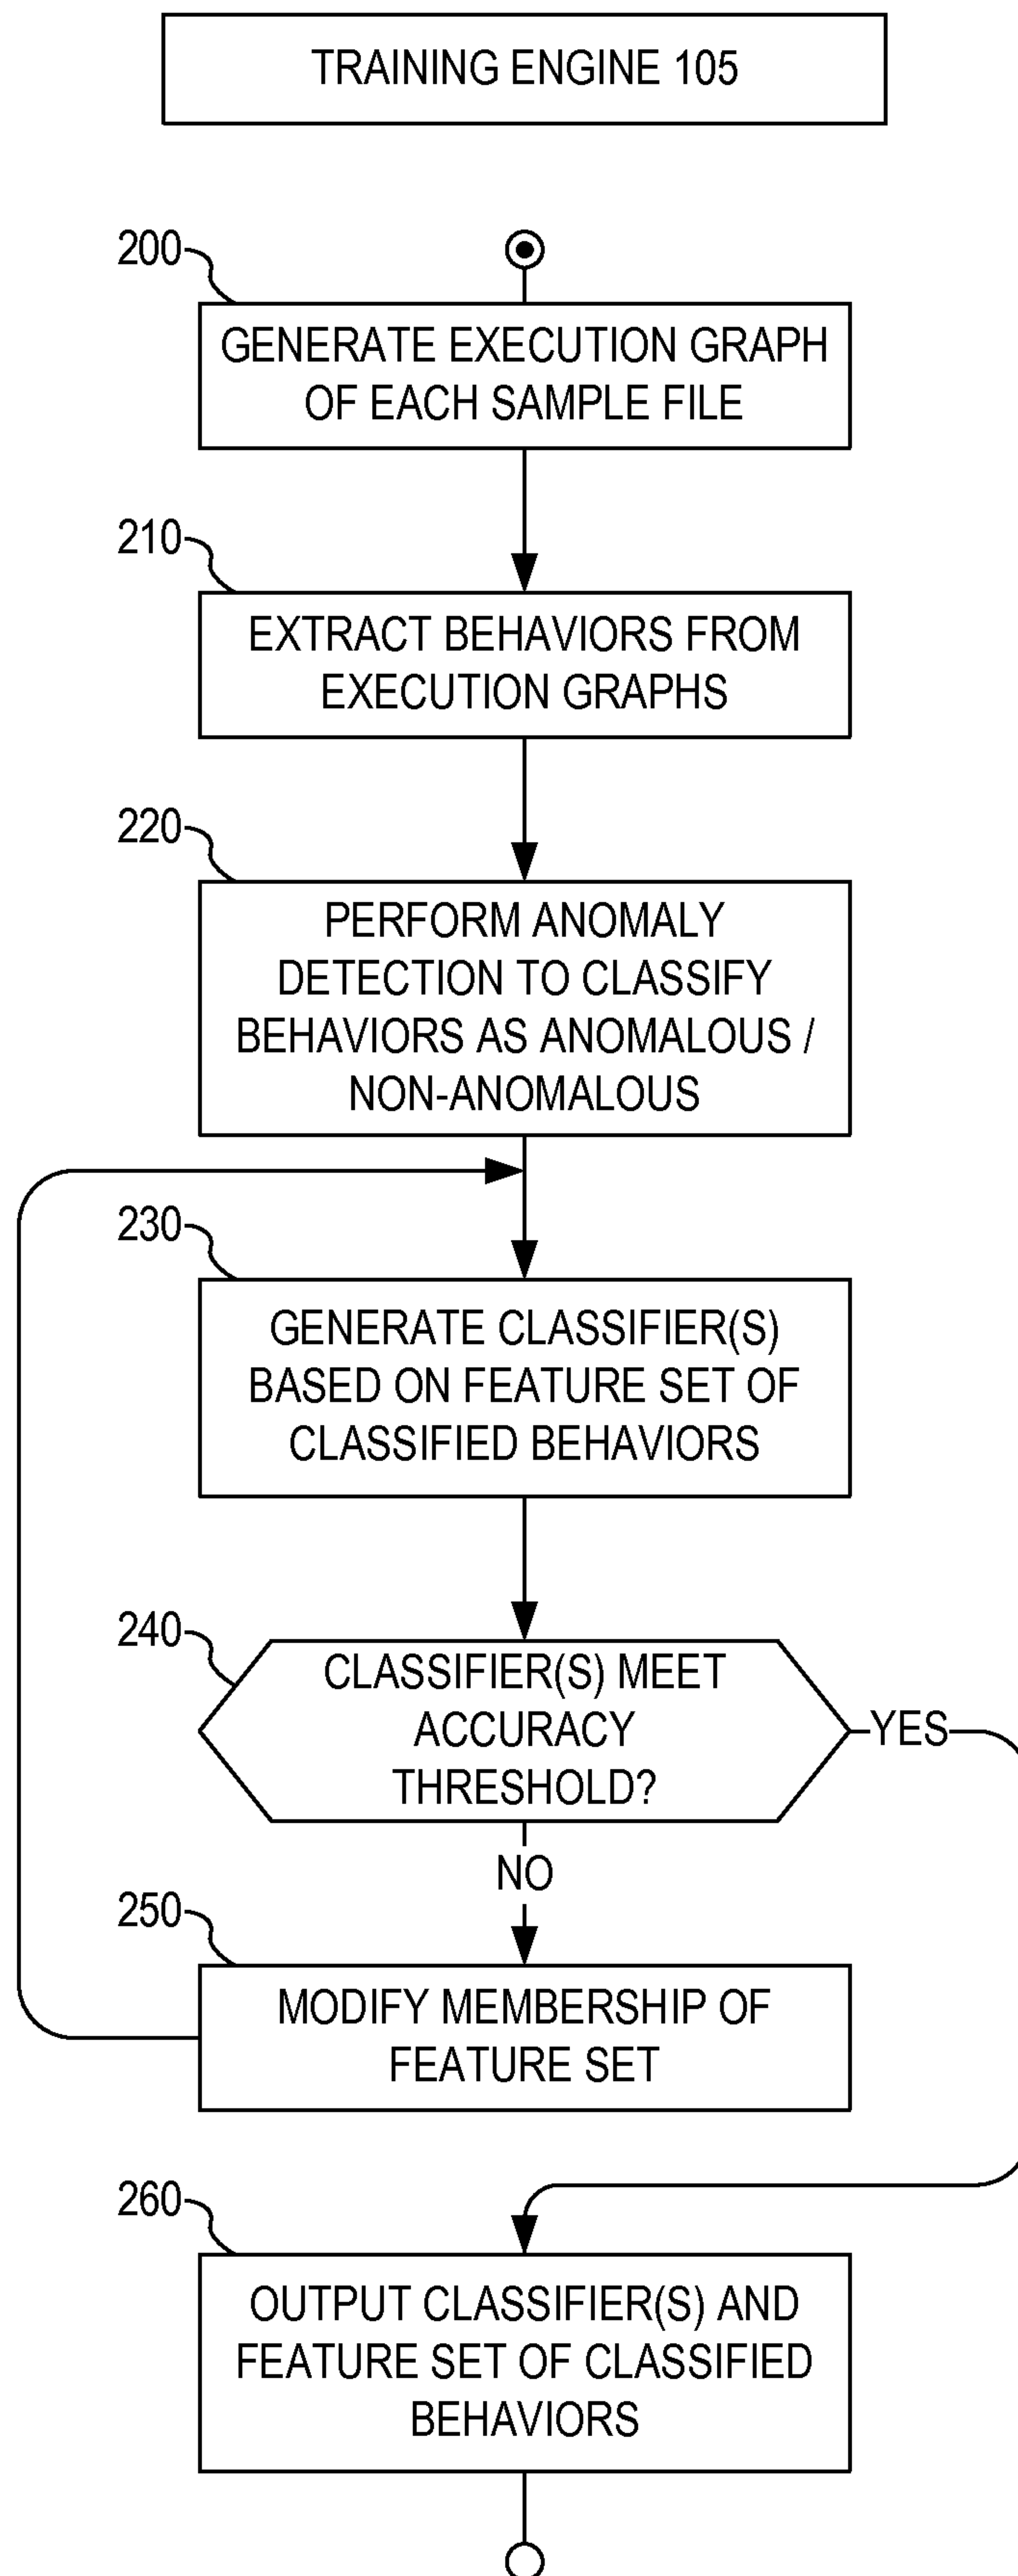 TRAINING ENGINE 105
200
GENERATE EXECUTION GRAPH
OF EACH SAMPLE FILE
210
EXTRACT BEHAVIORS FROM
EXECUTION GRAPHS
220
PERFORM ANOMALY
DETECTION TO CLASSIFY
BEHAVIORS AS ANOMALOUS /
NON-ANOMALOUS
230
GENERATE CLASSIFIER(S)
BASED ON FEATURE SET OF
CLASSIFIED BEHAVIORS
240
CLASSIFIER(S) MEET
ACCURACY
THRESHOLD?
YES
NO
250
MODIFY MEMBERSHIP OF
FEATURE SET
260
OUTPUT CLASSIFIER(S) AND
FEATURE SET OF CLASSIFIED
BEHAVIORS